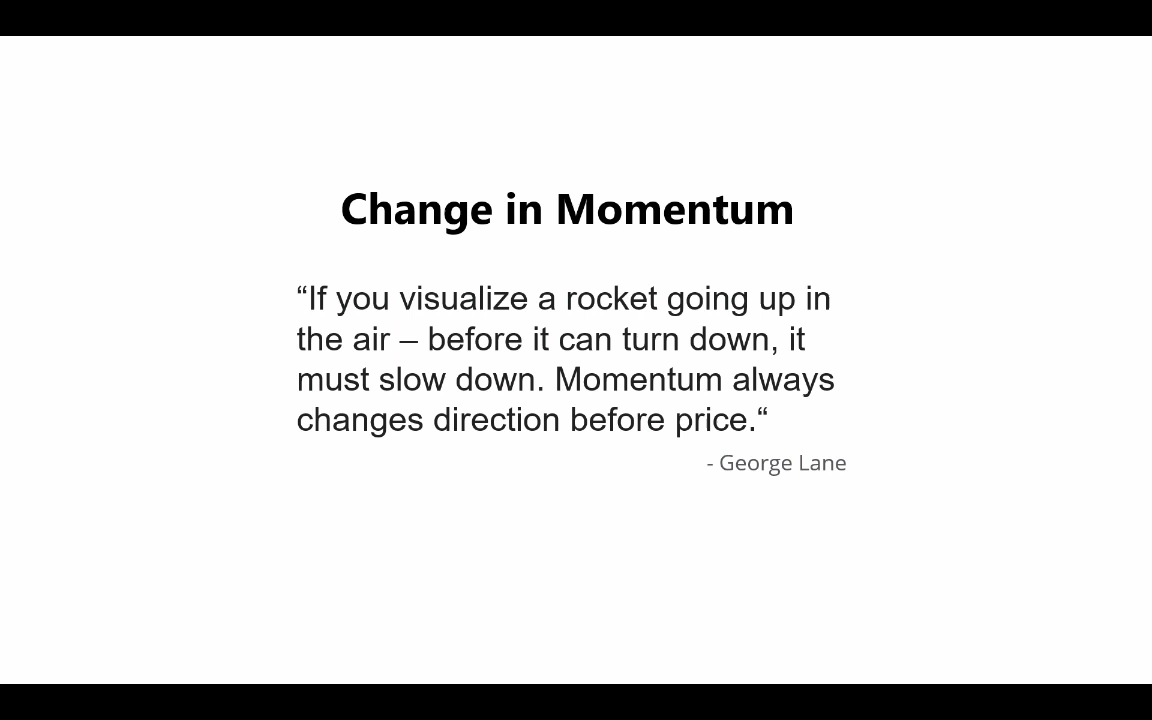 Change in Momentum
“If you visualize a rocket going up in
the air – before it can turn down, it
must slow down. Momentum always
changes direction before price.“
- George Lane